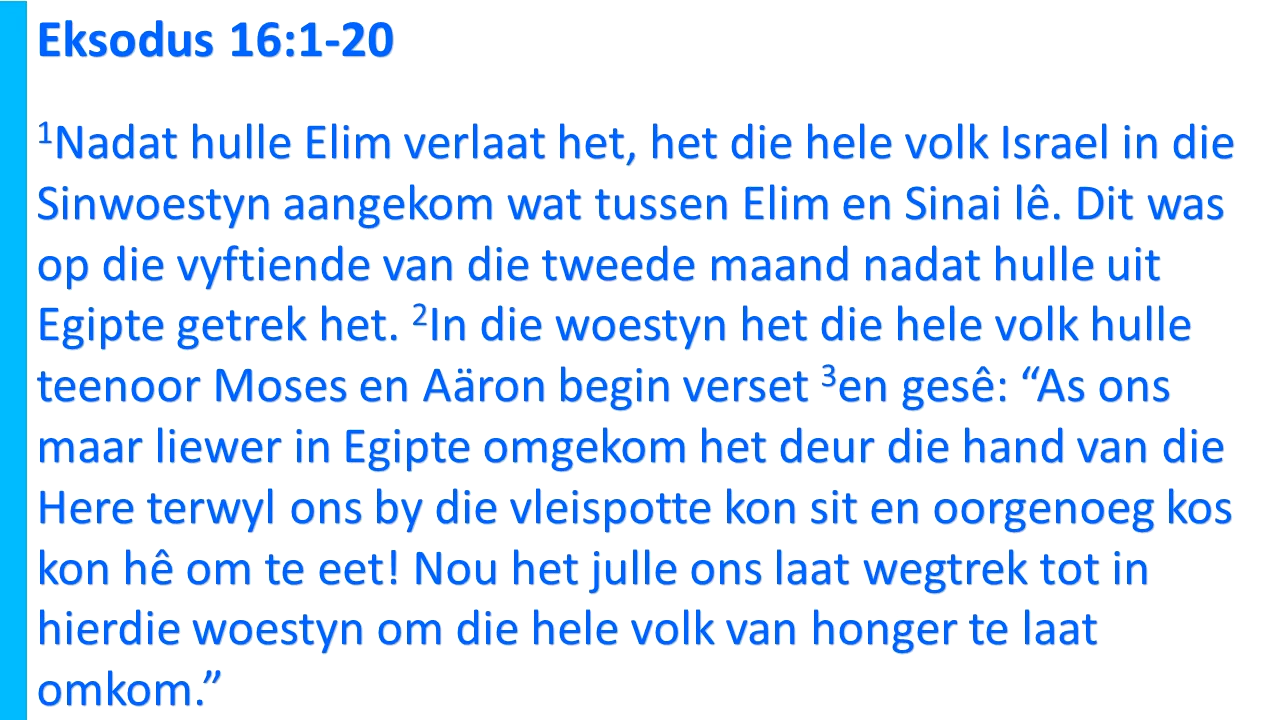 Eksodus 16:1-20
¹Nadat hulle Elim verlaat het, het die hele volk Israel in die
Sinwoestyn aangekom wat tussen Elim en Sinai lê. Dit was
op die vyftiende van die tweede maand nadat hulle uit
Egipte getrek het. ²In die woestyn het die hele volk hulle
teenoor Moses en Aäron begin verset ³en gesê: “As ons
maar liewer in Egipte omgekom het deur die hand van die
Here terwyl ons by die vleispotte kon sit en oorgenoeg kos
kon hê om te eet! Nou het julle ons laat wegtrek tot in
hierdie woestyn om die hele volk van honger te laat
omkom.”